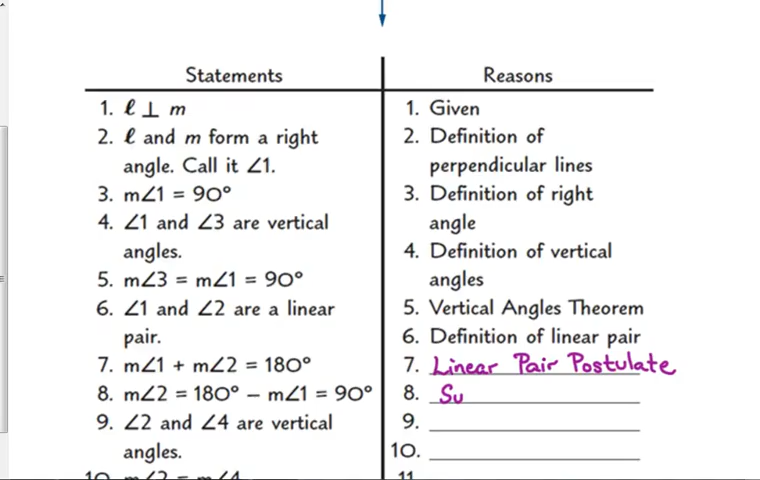 Statements Reasons
1. ℓ ⊥ m 1. Given
2. ℓ and m form a right 2. Definition of
angle. Call it ∠1. perpendicular lines
3. m∠1 = 90° 3. Definition of right
4. ∠1 and ∠3 are vertical angle
angles. 4. Definition of vertical
5. m∠3 = m∠1 = 90° angles
6. ∠1 and ∠2 are a linear 5. Vertical Angles Theorem
pair. 6. Definition of linear pair
7. m∠1 + m∠2 = 180° 7. Linear Pair Postulate
8. m∠2 = 180° − m∠1 = 90° 8. Su
9. ∠2 and ∠4 are vertical 9.
angles. 10.
10. m∠2 = m∠4 11.